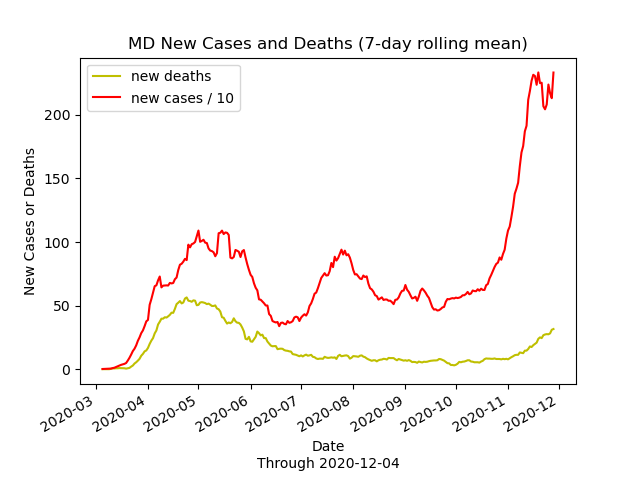 MD New Cases and Deaths (7-day rolling mean)
new deaths
new cases / 10
New Cases or Deaths
200
150
100
50
0
2020-03
2020-04
2020-05
2020-06
2020-07
2020-08
2020-09
2020-10
2020-11
2020-12
Date
Through 2020-12-04